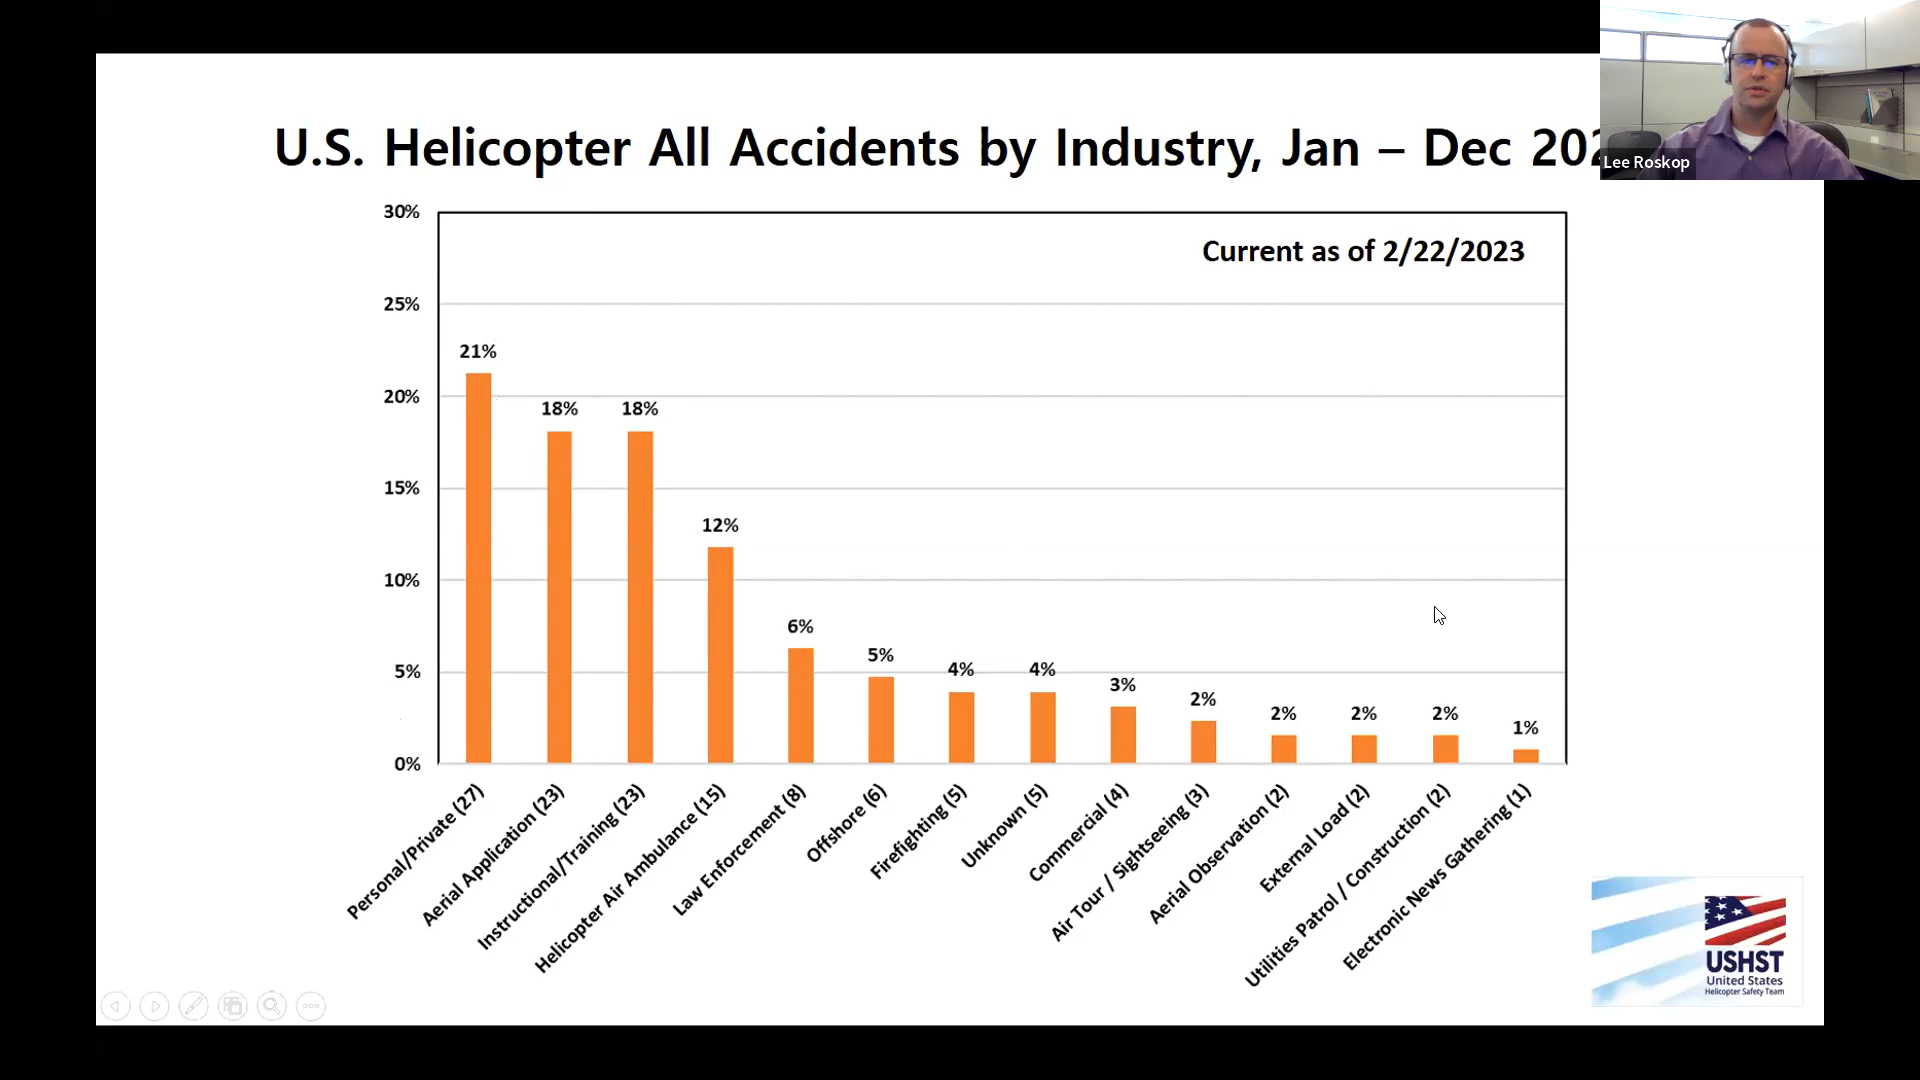 U.S. Helicopter All Accidents by Industry, Jan – Dec 202
Lee Roskop
Current as of 2/22/2023
30%
25%
20%
15%
10%
5%
0%
21%
18%
18%
12%
6%
5%
4%
4%
3%
2%
2%
2%
2%
1%
Personal/Private (27)
Aerial Application (23)
Instructional/Training (23)
Helicopter Air Ambulance (15)
Law Enforcement (8)
Offshore (6)
Firefighting (5)
Unknown (5)
Commercial (4)
Air Tour / Sightseeing (3)
Aerial Observation (2)
External Load (2)
Utilities Patrol / Construction (2)
Electronic News Gathering (1)
USHST
United States
Helicopter Safety Team